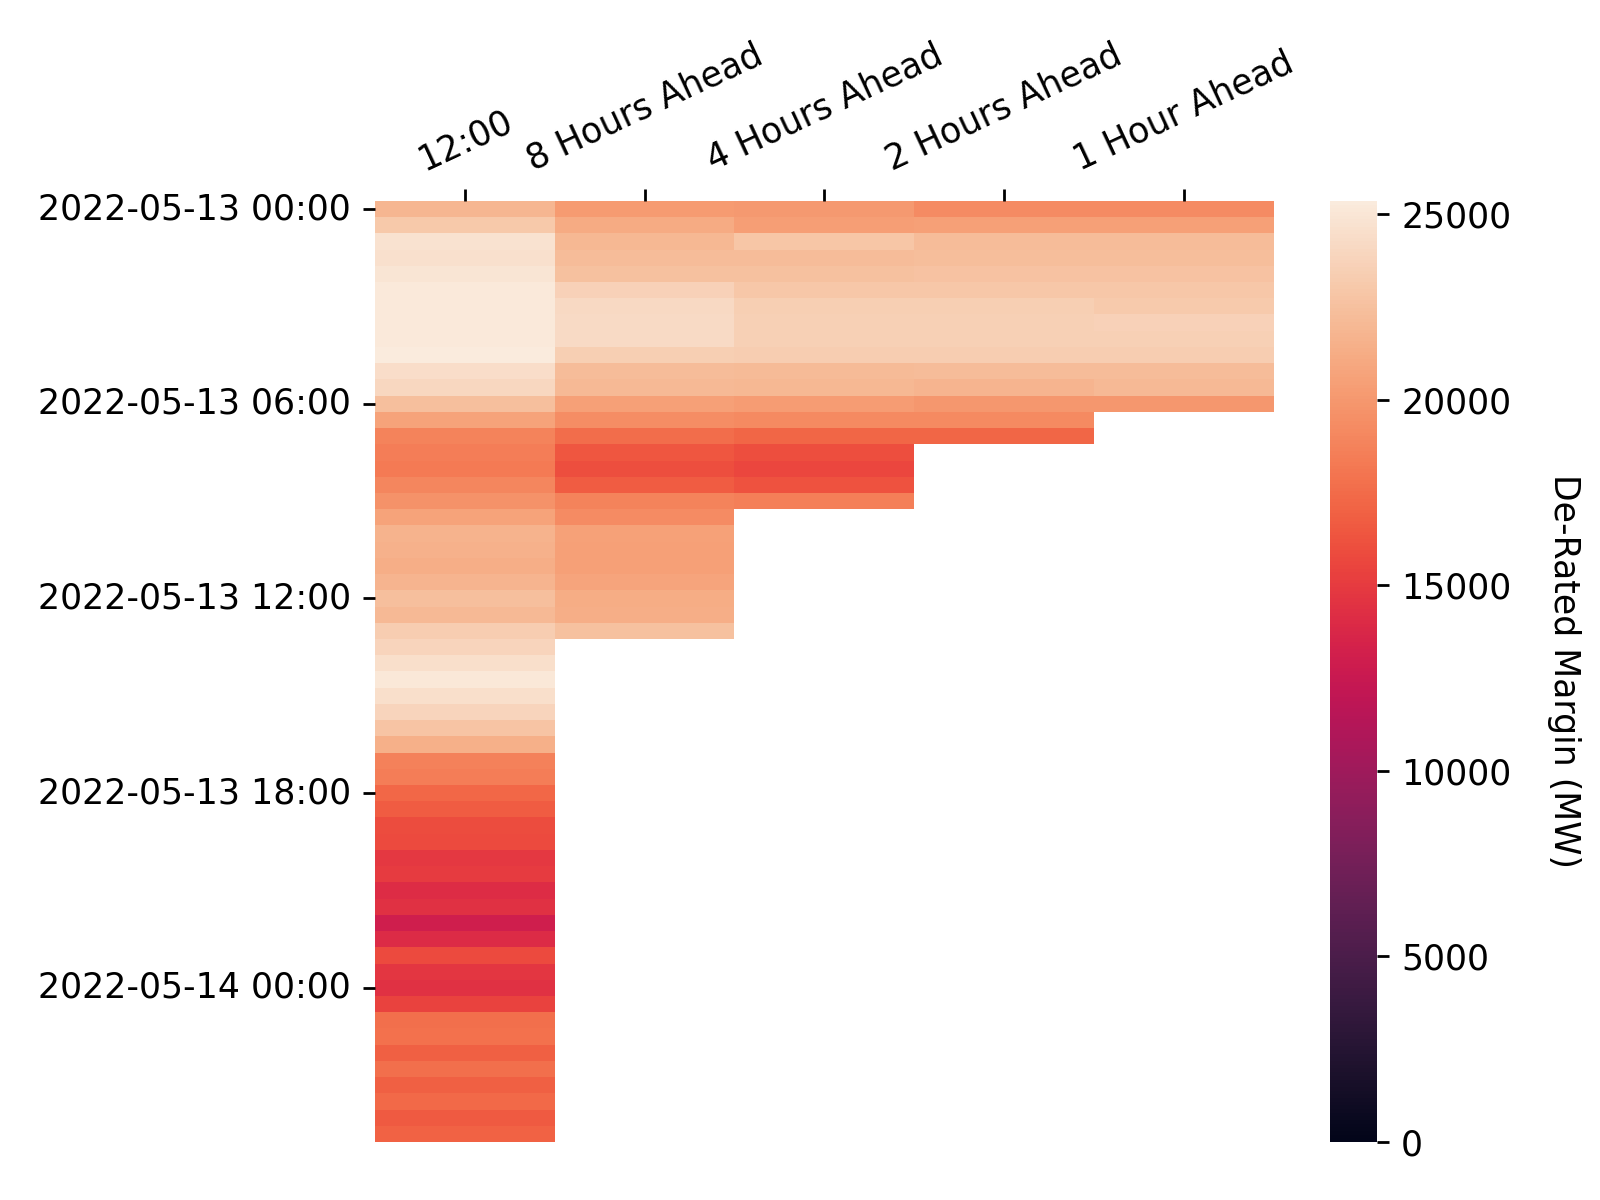 12:00
8 Hours Ahead
4 Hours Ahead
2 Hours Ahead
1 Hour Ahead
2022-05-13 00:00
2022-05-13 06:00
2022-05-13 12:00
2022-05-13 18:00
2022-05-14 00:00
25000
20000
15000
10000
5000
0
De-Rated Margin (MW)